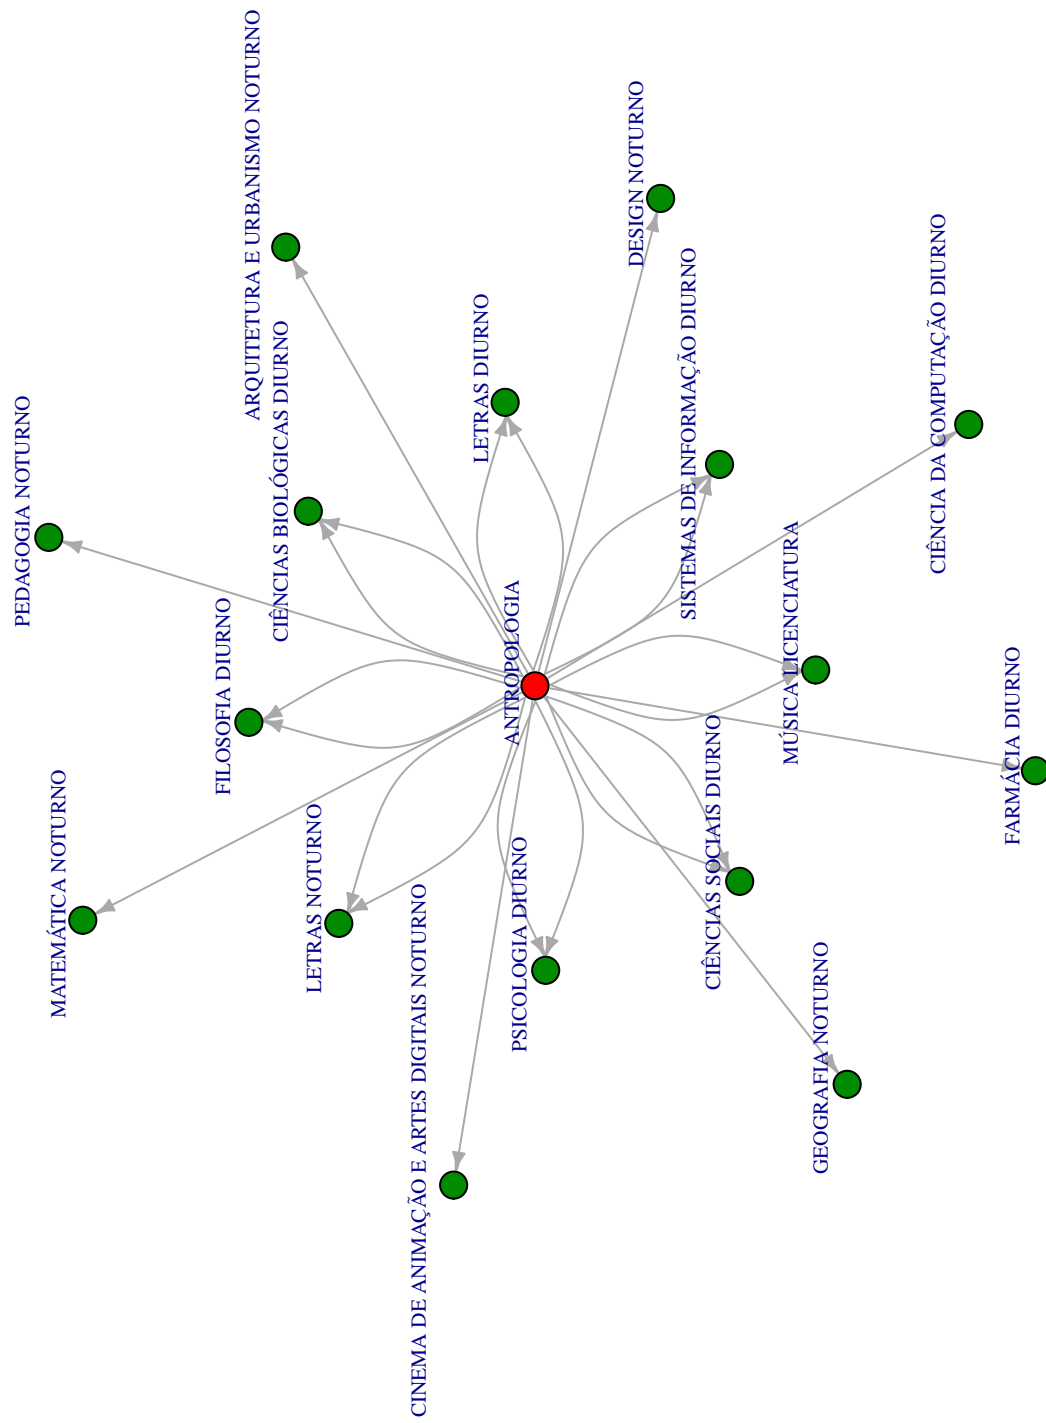 PEDAGOGIA NOTURNO
MATEMÁTICA NOTURNO
FILOSOFIA DIURNO
ARQUITETURA E URBANISMO NOTURNO
CIÊNCIAS BIOLÓGICAS DIURNO
LETRAS NOTURNO
CINEMA DE ANIMAÇÃO E ARTES DIGITAIS NOTURNO
LETRAS DIURNO
ANTROPOLOGIA
PSICOLOGIA DIURNO
DESIGN NOTURNO
SISTEMAS DE INFORMAÇÃO DIURNO
CIÊNCIAS SOCIAIS DIURNO
MÚSICA LICENCIATURA
GEOGRAFIA NOTURNO
CIÊNCIA DA COMPUTAÇÃO DIURNO
FARMÁCIA DIURNO